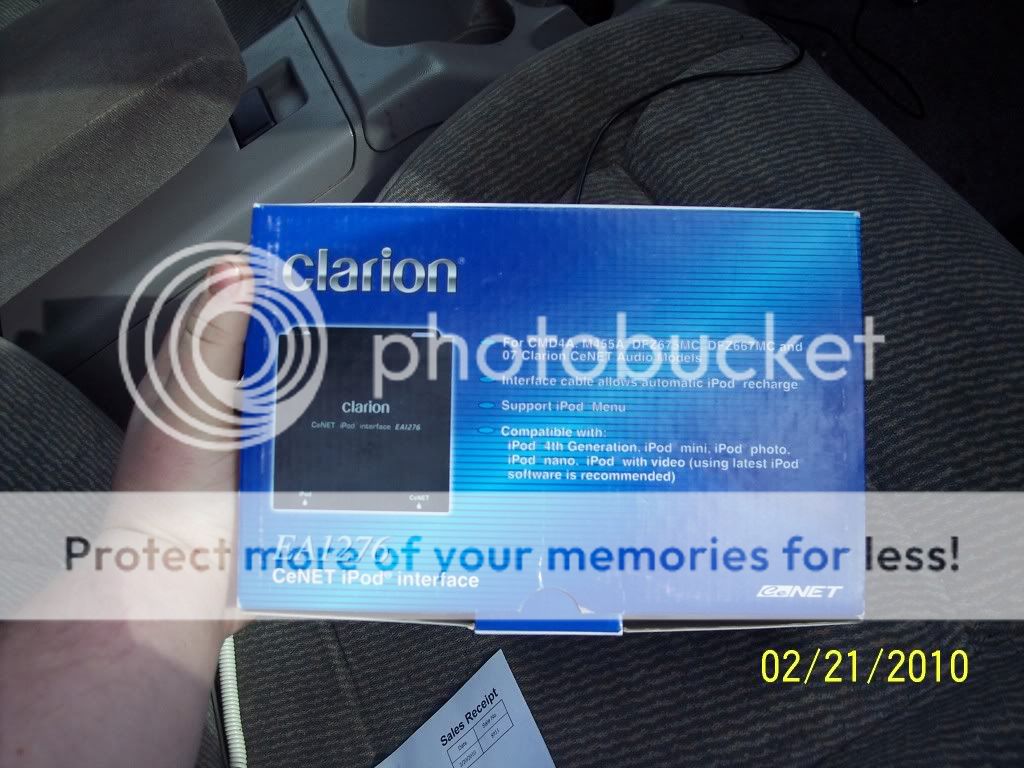 clarion®
photobucket
For CMD4A, M455A, DFZ675MC, DFZ667MC and
07 Clarion CeNET Audio Models
Interface cable allows automatic iPod recharge
Support iPod Menu
Compatible with:
iPod 4th Generation, iPod mini, iPod photo,
iPod nano, iPod with video (using latest iPod
software is recommended)
clarion
CeNET iPod interface EA1276
iPod
CeNET
EA1276
CeNET iPod® interface
CeNET
Protect more of your memories for less!
02/21/2010
Sales Receipt
Date
Sale No.